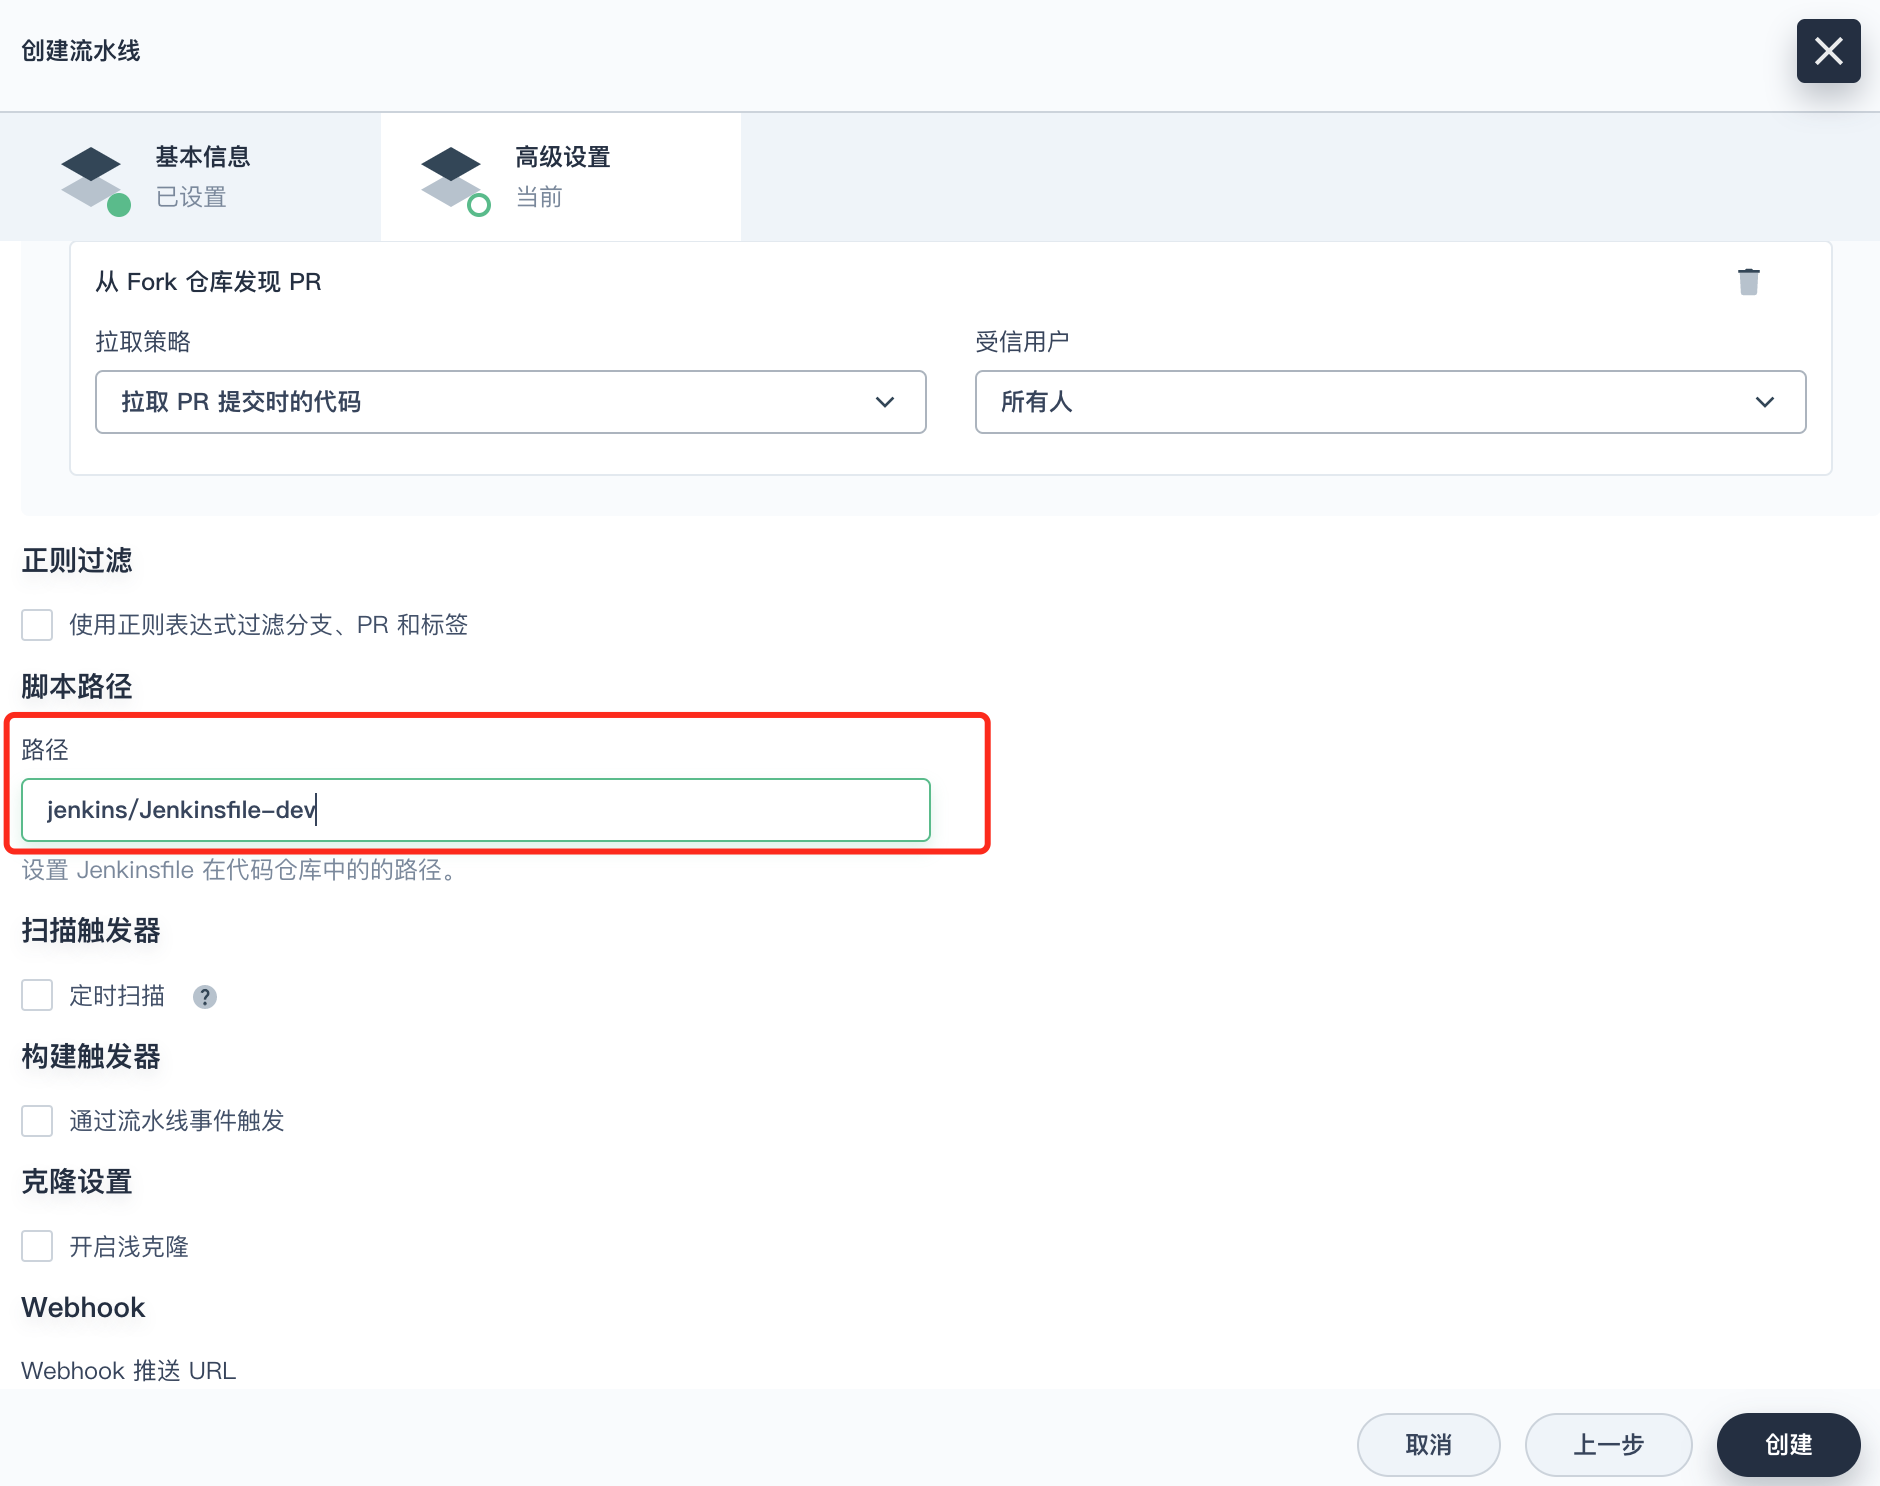 创建流水线
基本信息
已设置
高级设置
当前
从 Fork 仓库发现 PR
拉取策略
受信用户
拉取 PR 提交时的代码
所有人
正则过滤
使用正则表达式过滤分支、PR 和标签
脚本路径
路径
jenkins/Jenkinsfile-dev
设置 Jenkinsfile 在代码仓库中的的路径。
扫描触发器
定时扫描 ?
构建触发器
通过流水线事件触发
克隆设置
开启浅克隆
Webhook
Webhook 推送 URL
取消
上一步
创建